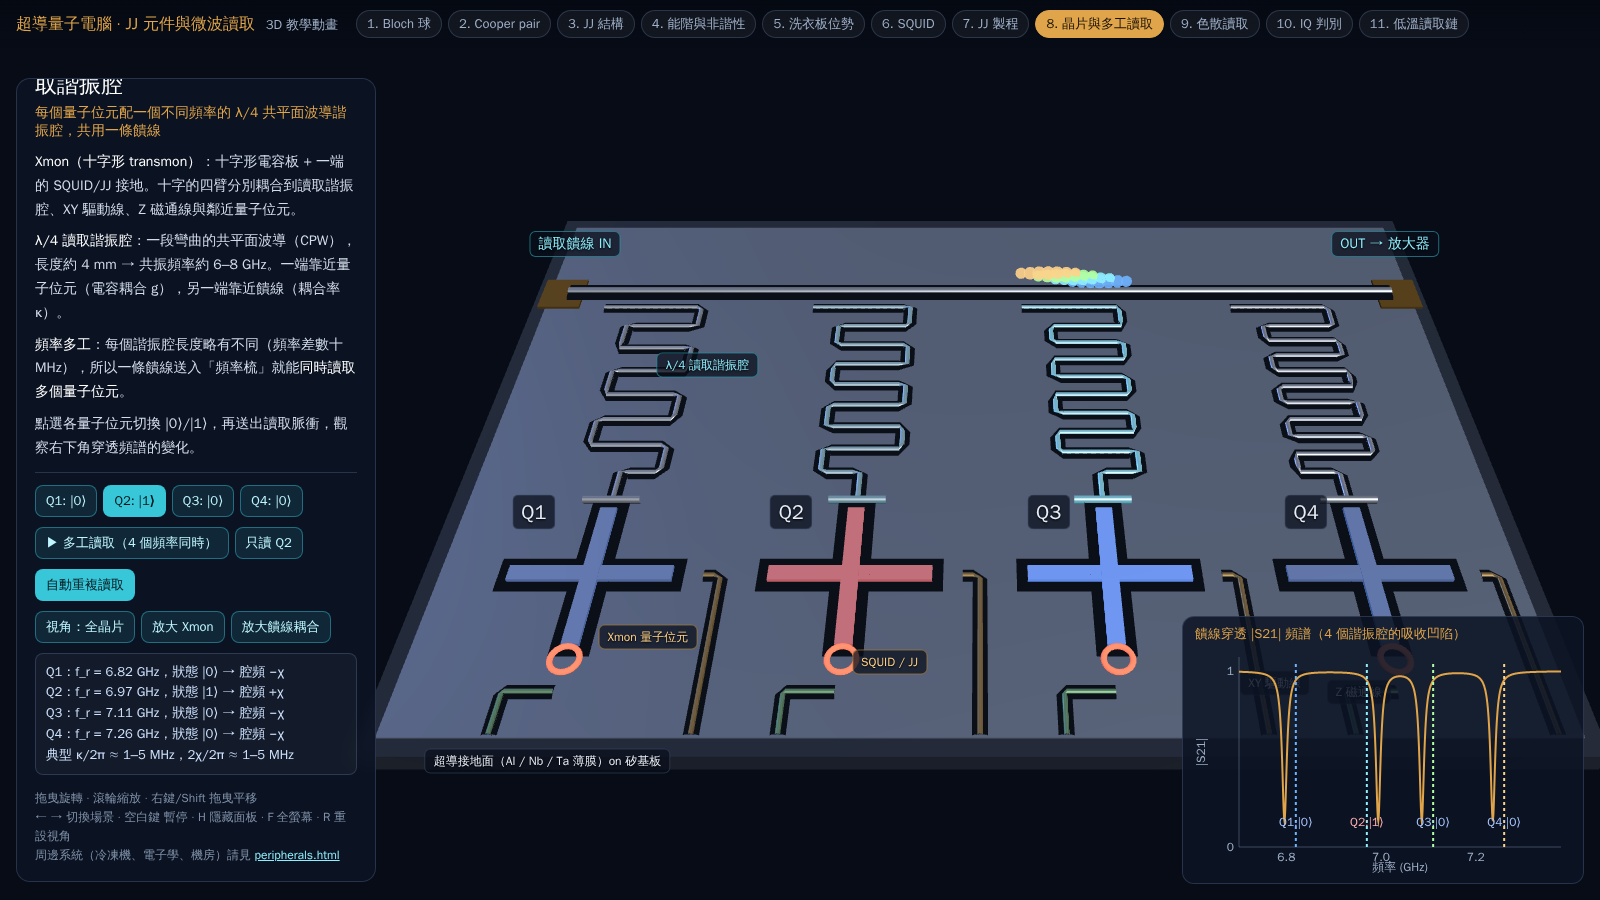 超導量子電腦 · JJ 元件與微波讀取 3D 教學動畫
1. Bloch 球
2. Cooper pair
3. JJ 結構
4. 能階與非諧性
5. 洗衣板位勢
6. SQUID
7. JJ 製程
8. 晶片與多工讀取
9. 色散讀取
10. IQ 判別
11. 低溫讀取鏈
取諧振腔
每個量子位元配一個不同頻率的 λ/4 共平面波導諧
振腔，共用一條饋線
Xmon（十字形 transmon）：十字形電容板 + 一端
的 SQUID/JJ 接地。十字的四臂分別耦合到讀取諧振
腔、XY 驅動線、Z 磁通線與鄰近量子位元。
λ/4 讀取諧振腔：一段彎曲的共平面波導（CPW），
長度約 4 mm → 共振頻率約 6–8 GHz。一端靠近量
子位元（電容耦合 g），另一端靠近饋線（耦合率
κ）。
頻率多工：每個諧振腔長度略有不同（頻率差數十
MHz），所以一條饋線送入「頻率梳」就能同時讀取
多個量子位元。
點選各量子位元切換 |0⟩/|1⟩，再送出讀取脈衝，觀
察右下角穿透頻譜的變化。
Q1: |0⟩
Q2: |1⟩
Q3: |0⟩
Q4: |0⟩
▶ 多工讀取（4 個頻率同時）
只讀 Q2
自動重複讀取
視角：全晶片
放大 Xmon
放大饋線耦合
Q1：f_r = 6.82 GHz，狀態 |0⟩ → 腔頻 −χ
Q2：f_r = 6.97 GHz，狀態 |1⟩ → 腔頻 +χ
Q3：f_r = 7.11 GHz，狀態 |0⟩ → 腔頻 −χ
Q4：f_r = 7.26 GHz，狀態 |0⟩ → 腔頻 −χ
典型 κ/2π ≈ 1–5 MHz，2χ/2π ≈ 1–5 MHz
拖曳旋轉 · 滾輪縮放 · 右鍵/Shift 拖曳平移
← → 切換場景 · 空白鍵 暫停 · H 隱藏面板 · F 全螢幕 · R 重
設視角
周邊系統（冷凍機、電子學、機房）請見 peripherals.html
讀取饋線 IN
OUT → 放大器
λ/4 讀取諧振腔
Q1
Q2
Q3
Q4
Xmon 量子位元
SQUID / JJ
超導接地面（Al / Nb / Ta 薄膜）on 矽基板
饋線穿透 |S21| 頻譜（4 個諧振腔的吸收凹陷）
1
XY 驅動線
Z 磁通線
|S21|
Q1:|0⟩
Q2:|1⟩
Q3:|0⟩
Q4:|0⟩
0
6.8
7.0
7.2
頻率 (GHz)